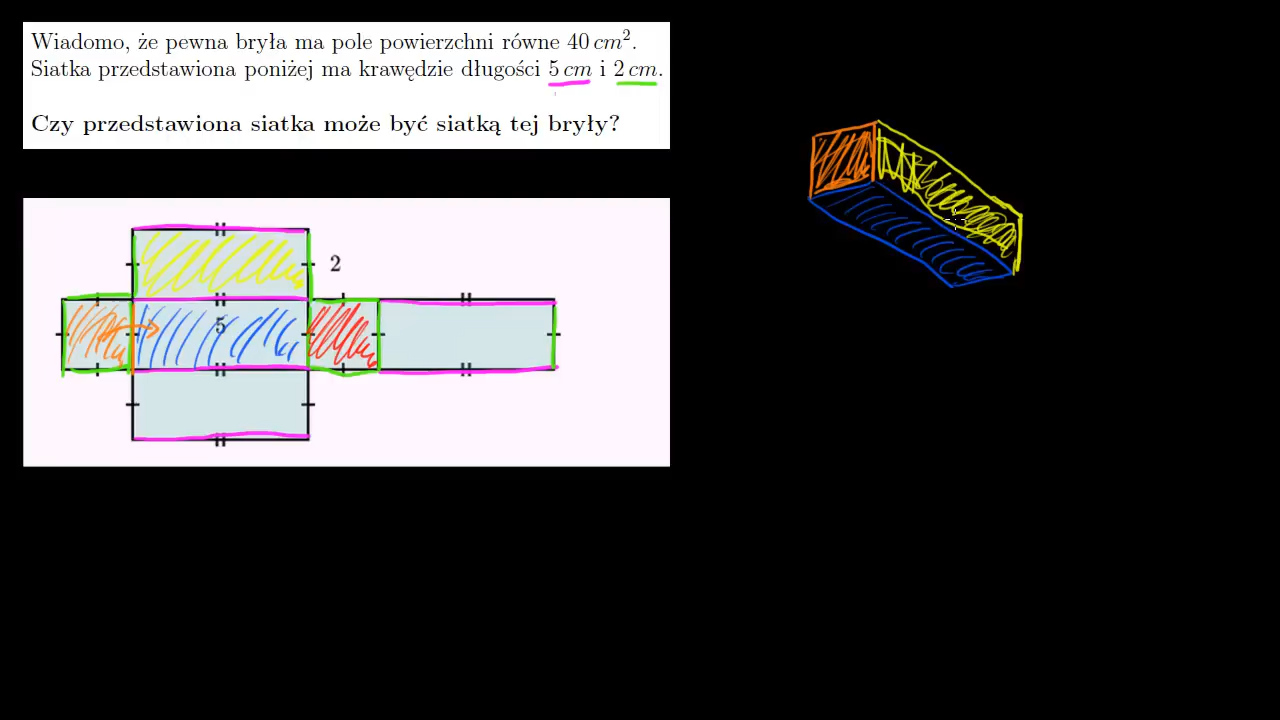 Wiadomo, że pewna bryła ma pole powierzchni równe 40 cm².
Siatka przedstawiona poniżej ma krawędzie długości 5 cm i 2 cm.
Czy przedstawiona siatka może być siatką tej bryły?
2
5